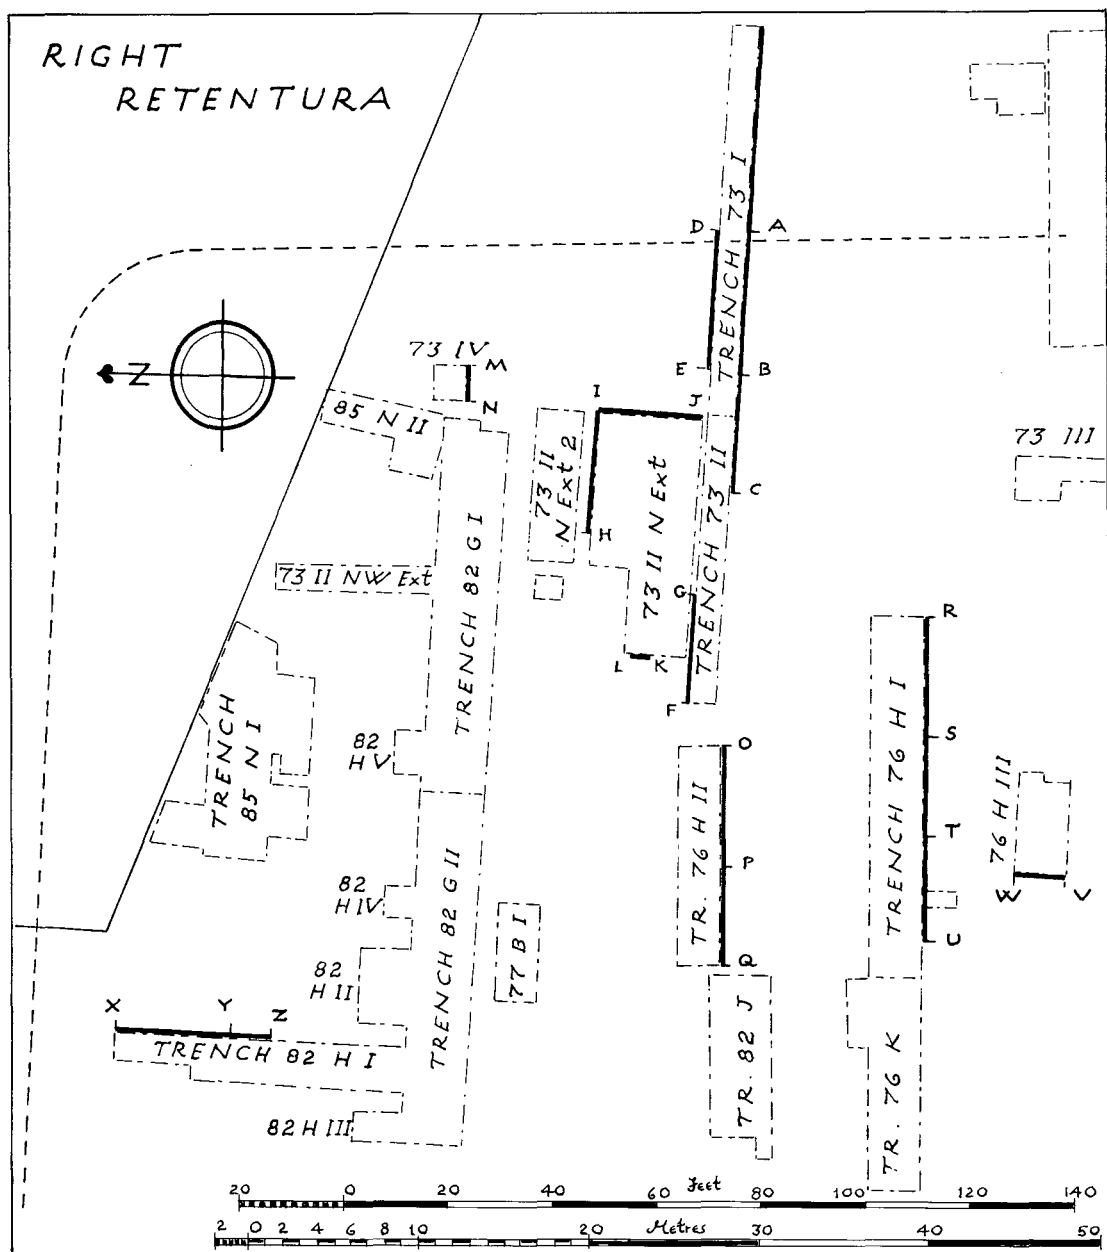 RIGHT
RETENTURA
TRENCH 73 I
D
A
Z
73 IV
M
E
B
I
J
N
85 N II
73 II
N Ext 2
73 II N Ext
TRENCH 73 II
73 III
C
H
TRENCH 82 G I
73 II NW Ext
G
R
L
K
F
TRENCH
85 N I
82
H V
O
S
TRENCH 76 H I
76 H III
TR. 76 H II
T
P
82
H IV
TRENCH 82 G II
W
V
77 B I
U
Q
82
H II
X
Y
Z
TRENCH 82 H I
TR. 82 J
TR. 76 K
82 H III
20 0 20 40 60 Feet 80 100 120 140
2 0 2 4 6 8 10 20 Metres 30 40 50